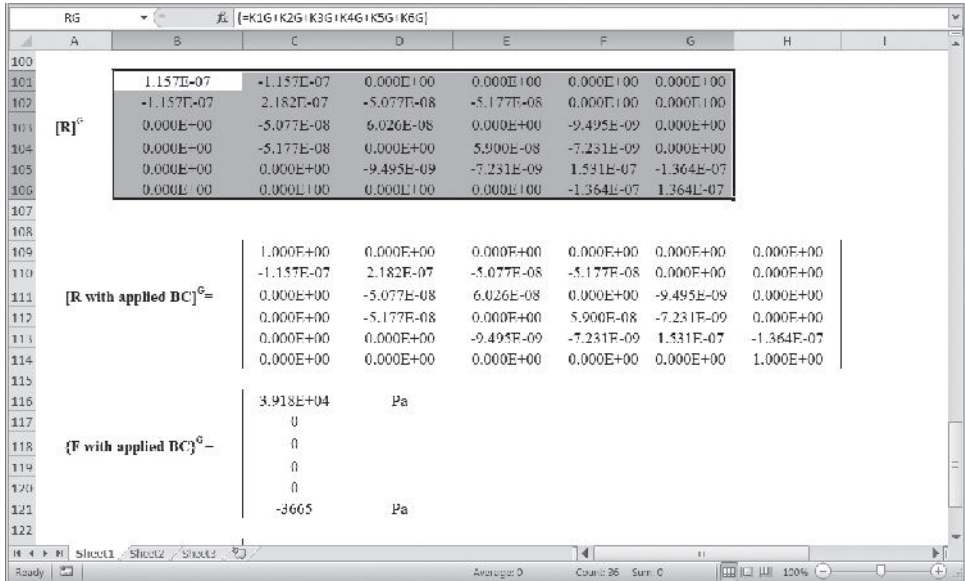 RG fx {=K1G+K2G+K3G+K4G+K5G+K6G}
A B C D E F G H I
100
101 1.157E-07 -1.157E-07 0.000E+00 0.000E+00 0.000E+00 0.000E+00
102 -1.157E-07 2.182E-07 -5.077E-08 -5.177E-08 0.000E+00 0.000E+00
103 [R]G 0.000E+00 -5.077E-08 6.026E-08 0.000E+00 -9.495E-09 0.000E+00
104 0.000E+00 -5.177E-08 0.000E+00 5.900E-08 -7.231E-09 0.000E+00
105 0.000E+00 0.000E+00 -9.495E-09 -7.231E-09 1.531E-07 -1.364E-07
106 0.000E+00 0.000E+00 0.000E+00 0.000E+00 -1.364E-07 1.364E-07
107
108
109 1.000E+00 0.000E+00 0.000E+00 0.000E+00 0.000E+00 0.000E+00
110 -1.157E-07 2.182E-07 -5.077E-08 -5.177E-08 0.000E+00 0.000E+00
111 [R with applied BC]G= 0.000E+00 -5.077E-08 6.026E-08 0.000E+00 -9.495E-09 0.000E+00
112 0.000E+00 -5.177E-08 0.000E+00 5.900E-08 -7.231E-09 0.000E+00
113 0.000E+00 0.000E+00 -9.495E-09 -7.231E-09 1.531E-07 -1.364E-07
114 0.000E+00 0.000E+00 0.000E+00 0.000E+00 0.000E+00 1.000E+00
115
116 3.918E+04 Pa
117 0
118 {F with applied BC}G= 0
119 0
120 0
121 -3665 Pa
122
Sheet1 Sheet2 Sheet3
Ready Average: 0 Count: 36 Sum: 0 100%